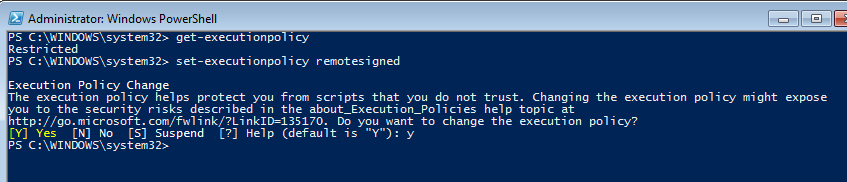 Administrator: Windows PowerShell
PS C:\WINDOWS\system32> get-executionpolicy
Restricted
PS C:\WINDOWS\system32> set-executionpolicy remotesigned
Execution Policy Change
The execution policy helps protect you from scripts that you do not trust. Changing the execution policy might expose
you to the security risks described in the about_Execution_Policies help topic at
http://go.microsoft.com/fwlink/?LinkID=135170. Do you want to change the execution policy?
[Y] Yes  [N] No  [S] Suspend  [?] Help (default is "Y"): y
PS C:\WINDOWS\system32>